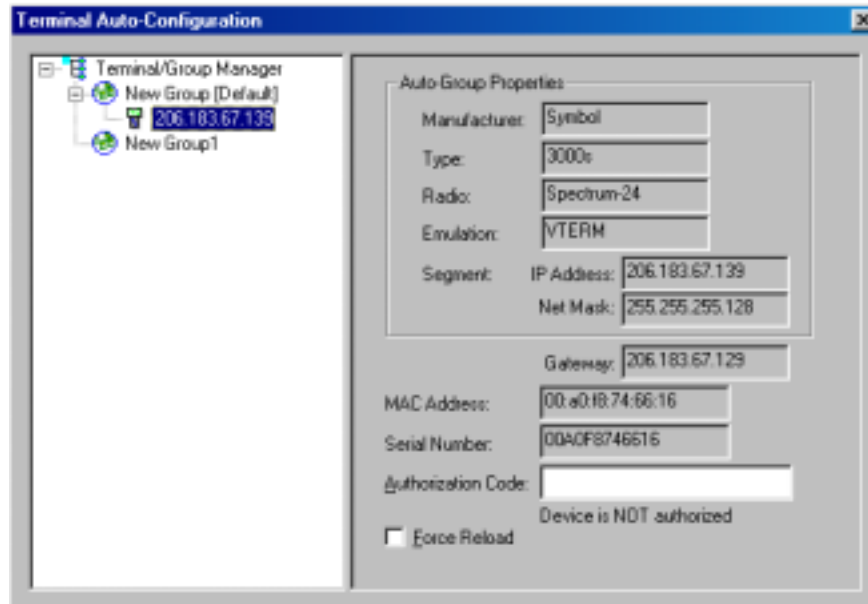 Terminal Auto-Configuration
Terminal/Group Manager
New Group [Default]
206.183.67.139
New Group1
Auto-Group Properties
Manufacturer: Symbol
Type: 3000s
Radio: Spectrum-24
Emulation: VTERM
Segment: IP Address: 206.183.67.139
Net Mask: 255.255.255.128
Gateway: 206.183.67.129
MAC Address: 00:a0:f8:74:66:16
Serial Number: 00A0F8746616
Authorization Code:
Device is NOT authorized
Force Reload